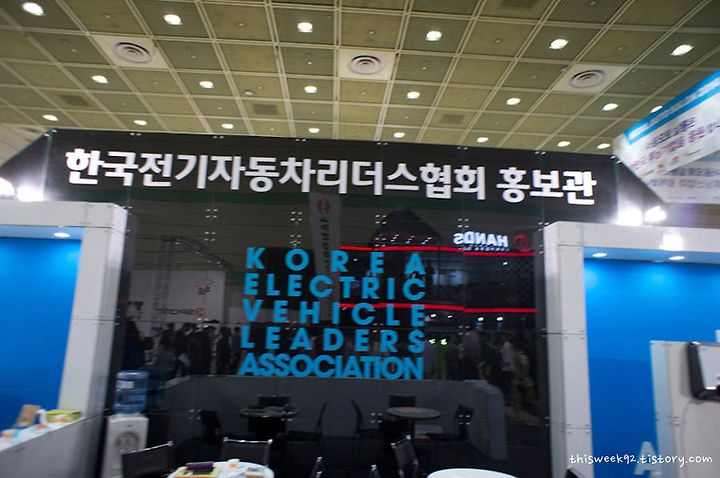 한국전기자동차리더스협회 홍보관
HANDS
KOREA
ELECTRIC
VEHICLE
LEADERS
ASSOCIATION
A
thisweek92.tistory.com